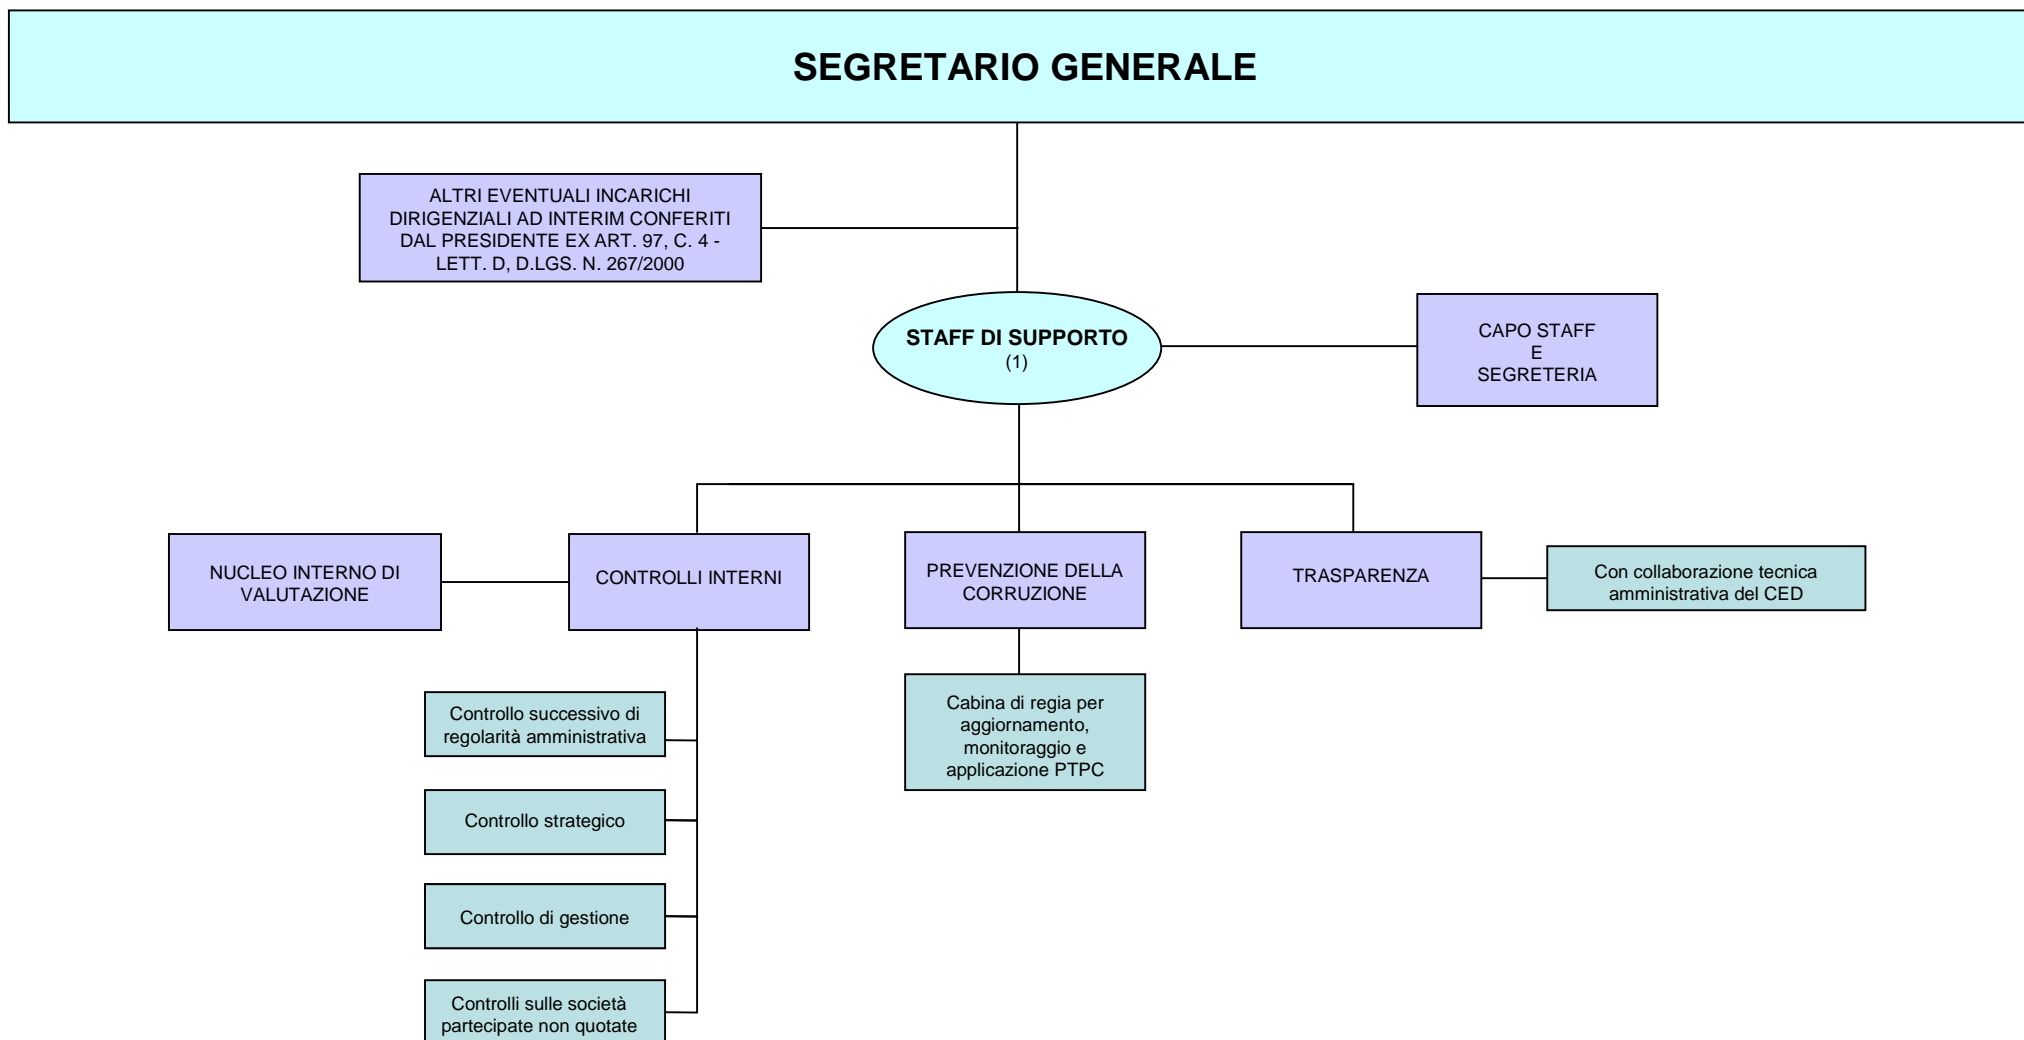 SEGRETARIO GENERALE
ALTRI EVENTUALI INCARICHI
DIRIGENZIALI AD INTERIM CONFERITI
DAL PRESIDENTE EX ART. 97, C. 4 -
LETT. D, D.LGS. N. 267/2000
STAFF DI SUPPORTO
(1)
CAPO STAFF
E
SEGRETERIA
NUCLEO INTERNO DI
VALUTAZIONE
CONTROLLI INTERNI
PREVENZIONE DELLA
CORRUZIONE
TRASPARENZA
Con collaborazione tecnica
amministrativa del CED
Controllo successivo di
regolarità amministrativa
Cabina di regia per
aggiornamento,
monitoraggio e
applicazione PTPC
Controllo strategico
Controllo di gestione
Controlli sulle società
partecipate non quotate